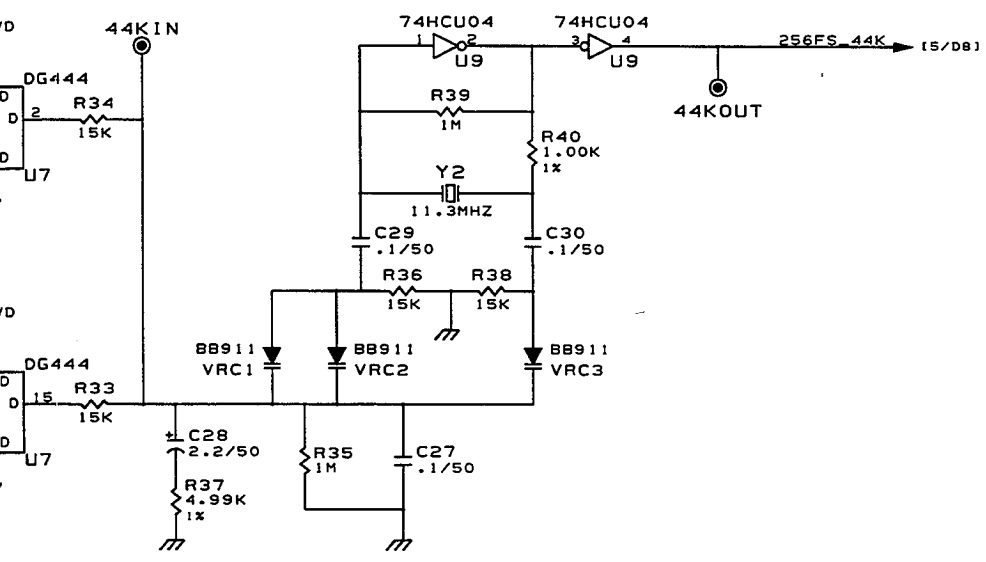 VD
44KIN
74HCU04
74HCU04
1
2
3
4
U9
U9
256FS_44K
[5/D8]
44KOUT
DG444
D
D
2
D
U7
R34
15K
R39
1M
R40
1.00K
1%
Y2
11.3MHZ
C29
.1/50
C30
.1/50
R36
15K
R38
15K
VD
BB911
VRC1
BB911
VRC2
BB911
VRC3
DG444
D
D
15
D
U7
R33
15K
+
C28
2.2/50
R35
1M
C27
.1/50
R37
4.99K
1%